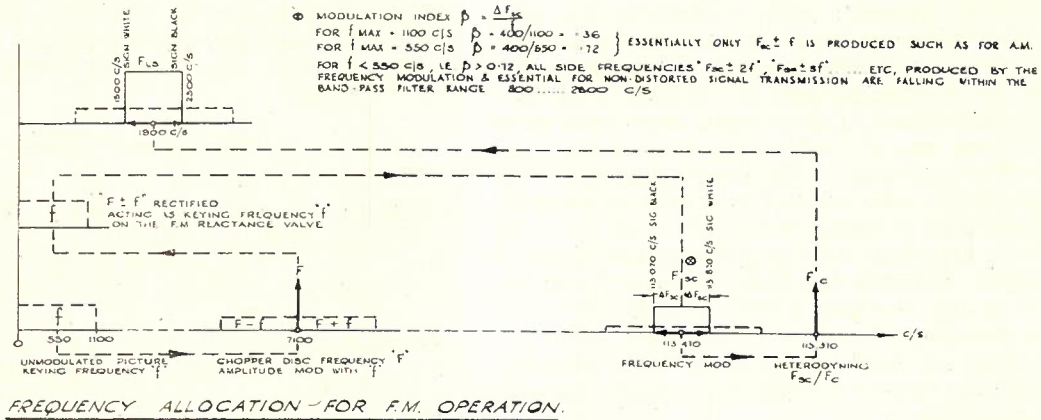 ⊗ MODULATION INDEX β = ΔFsc / f
FOR f MAX = 1100 C/S β = 400/1100 = ·36
FOR f MAX = 550 C/S β = 400/550 = ·72
} ESSENTIALLY ONLY Fsc ± f IS PRODUCED SUCH AS FOR A.M.
FOR f < 550 C/S, I.E β > 0·72, ALL SIDE FREQUENCIES "Fsc ± 2f", "Fsc ± 3f" ...... ETC, PRODUCED BY THE
FREQUENCY MODULATION & ESSENTIAL FOR NON-DISTORTED SIGNAL TRANSMISSION ARE FALLING WITHIN THE
BAND-PASS FILTER RANGE 800 ...... 2800 C/S
1500 C/S SIGN WHITE
FLS
SIGN BLACK
2300 C/S
1900 C/S
"F ± f" RECTIFIED
ACTING AS KEYING FREQUENCY "f"
ON THE F.M REACTANCE VALVE
f
113.010 C/S SIG BLACK
113.810 C/S SIG WHITE
⊗
Fsc
ΔFsc ΔFsc
F
Fc
f
F - f
F + f
C/S
550
1100
7100
113.410
115.310
UNMODULATED PICTURE
KEYING FREQUENCY "f"
CHOPPER DISC FREQUENCY "F"
AMPLITUDE MOD WITH "f"
FREQUENCY MOD
HETERODYNING
Fsc/Fc
FREQUENCY ALLOCATION - FOR F.M. OPERATION.